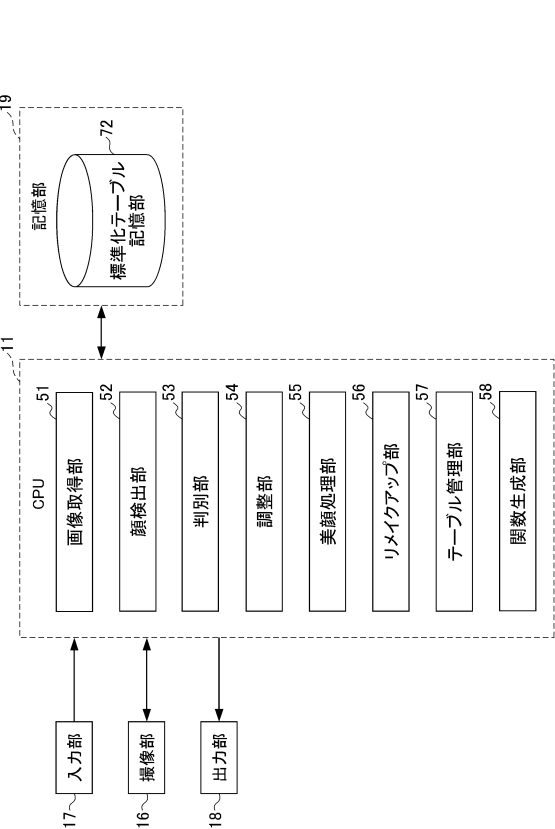 17
入力部
16
撮像部
18
出力部
11
CPU
51
画像取得部
52
顔検出部
53
判別部
54
調整部
55
美顔処理部
56
リメイクアップ部
57
テーブル管理部
58
関数生成部
19
記憶部
72
標準化テーブル
記憶部